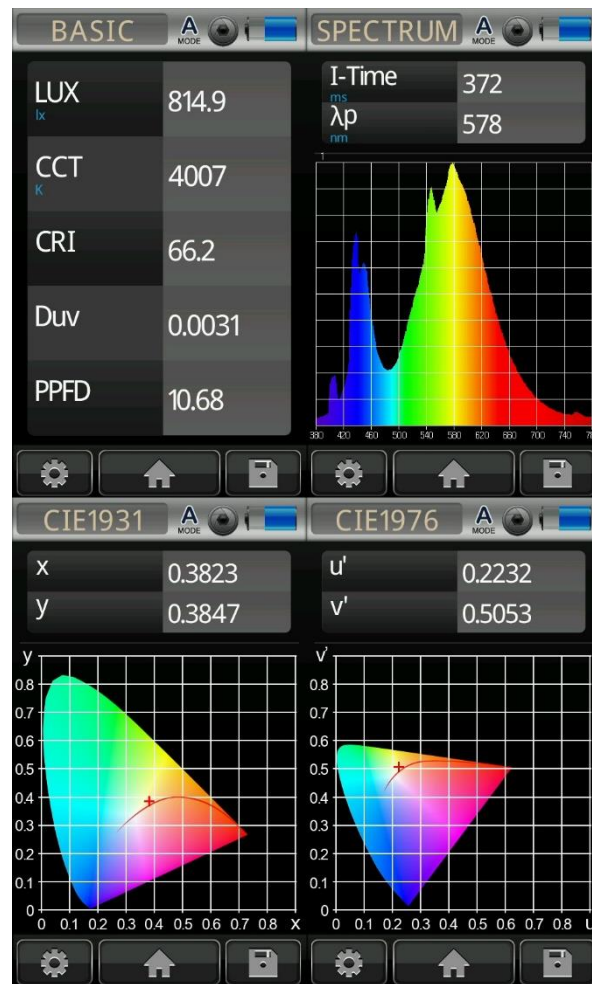 BASIC
A
MODE
LUX
lx
814.9
CCT
K
4007
CRI
66.2
Duv
0.0031
PPFD
10.68
SPECTRUM
A
MODE
I-Time
ms
372
λp
nm
578
1
380 420 460 500 540 580 620 660 700 740
CIE1931
A
MODE
x
0.3823
y
0.3847
y
0.8
0.7
0.6
0.5
0.4
0.3
0.2
0.1
0
0 0.1 0.2 0.3 0.4 0.5 0.6 0.7 0.8 x
CIE1976
A
MODE
u'
0.2232
v'
0.5053
v'
0.8
0.7
0.6
0.5
0.4
0.3
0.2
0.1
0
0 0.1 0.2 0.3 0.4 0.5 0.6 0.7 0.8